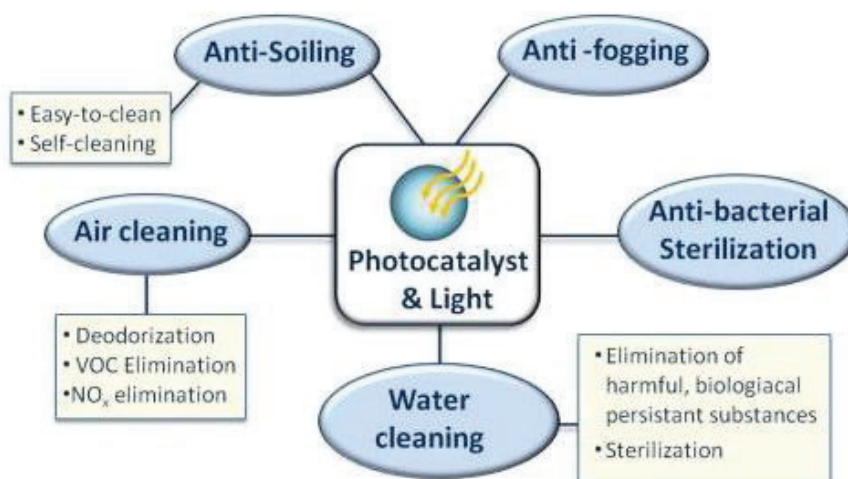 Anti-Soiling
Anti -fogging
• Easy-to-clean
• Self-cleaning
Air cleaning
Photocatalyst
& Light
Anti-bacterial
Sterilization
• Deodorization
• VOC Elimination
•NOx elimination
Water
cleaning
• Elimination of
harmful, biologiacal
persistant substances
• Sterilization